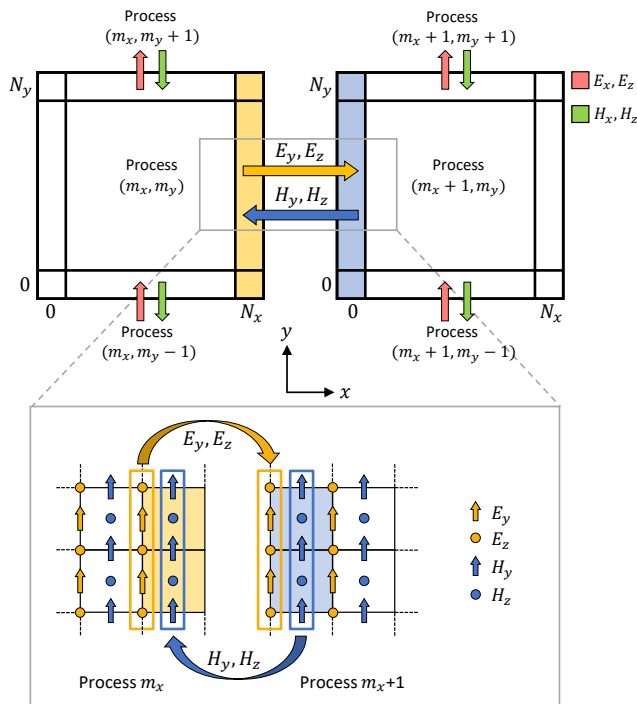 Process
(m_x, m_y + 1)
Process
(m_x + 1, m_y + 1)
N_y
N_y
E_x, E_z
H_x, H_z
E_y, E_z
Process
(m_x, m_y)
Process
(m_x + 1, m_y)
H_y, H_z
0
0
0
N_x
0
N_x
Process
(m_x, m_y − 1)
Process
(m_x + 1, m_y − 1)
y
x
E_y, E_z
E_y
E_z
H_y
H_z
H_y, H_z
Process m_x
Process m_x+1